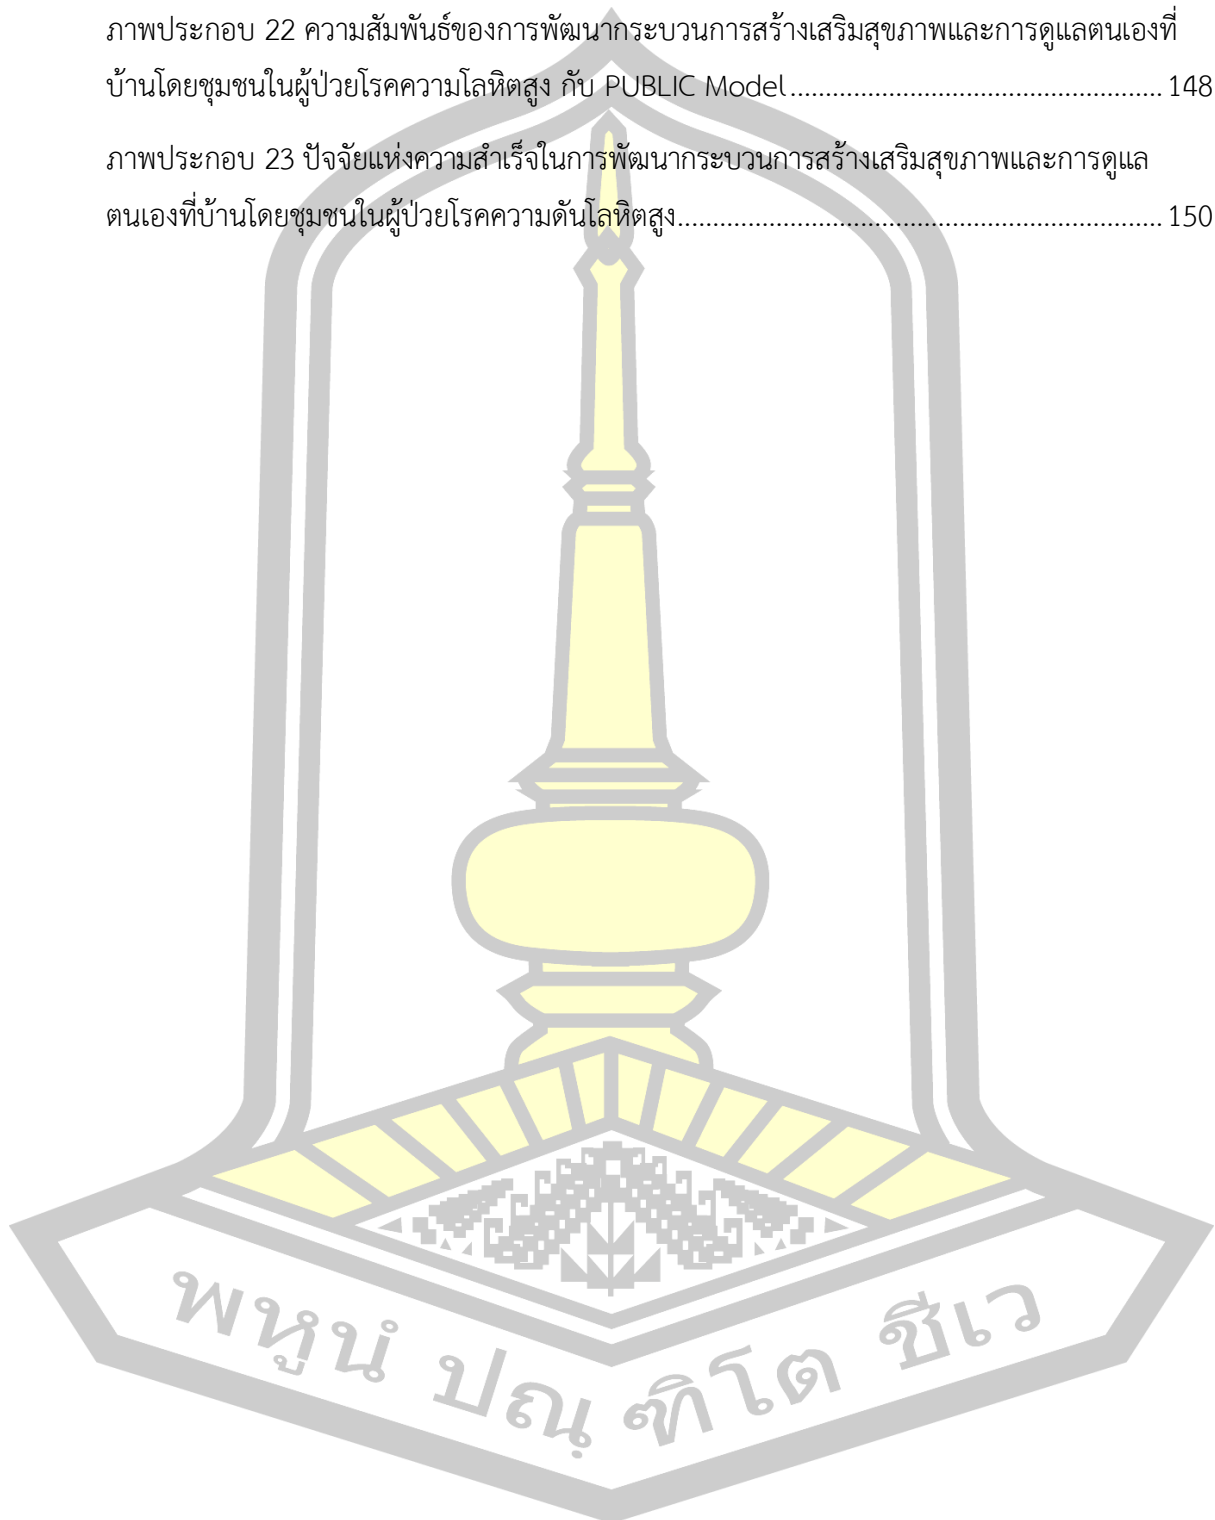 ภาพประกอบ 22 ความสัมพันธ์ของการพัฒนากระบวนการสร้างเสริมสุขภาพและการดูแลตนเองที่
บ้านโดยชุมชนในผู้ป่วยโรคความโลหิตสูง กับ PUBLIC Model.................................................... 148
ภาพประกอบ 23 ปัจจัยแห่งความสำเร็จในการพัฒนากระบวนการสร้างเสริมสุขภาพและการดูแล
ตนเองที่บ้านโดยชุมชนในผู้ป่วยโรคความดันโลหิตสูง.................................................................... 150
พหูนํ ปณฺ ฑิโต ชีเว